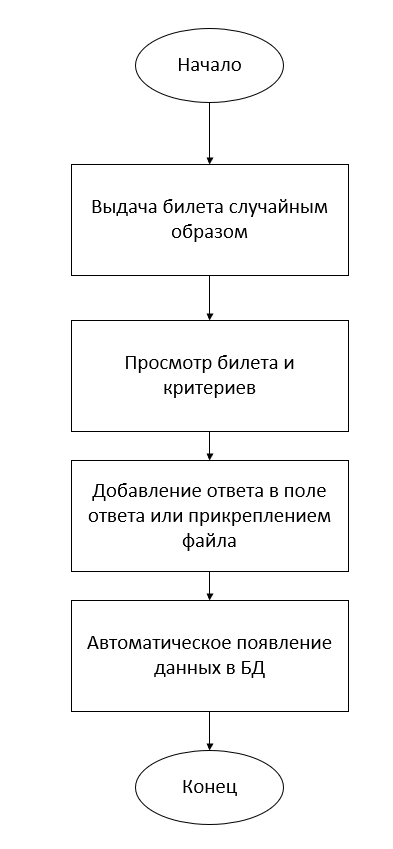 Начало
Выдача билета случайным
образом
Просмотр билета и
критериев
Добавление ответа в поле
ответа или прикреплением
файла
Автоматическое появление
данных в БД
Конец